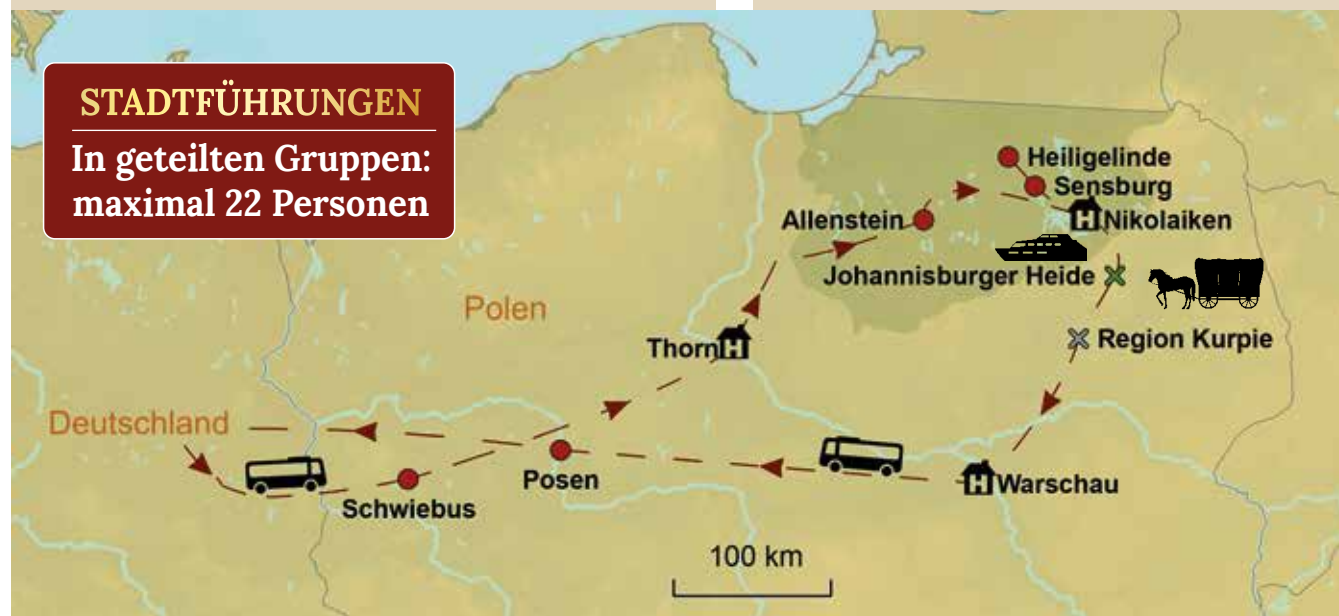 STADTFÜHRUNGEN
In geteilten Gruppen:
maximal 22 Personen
Heiligelinde
Sensburg
Allenstein
H Nikolaiken
Johannisburger Heide
Polen
Region Kurpie
Thorn H
Deutschland
Posen
Schwiebus
H Warschau
100 km